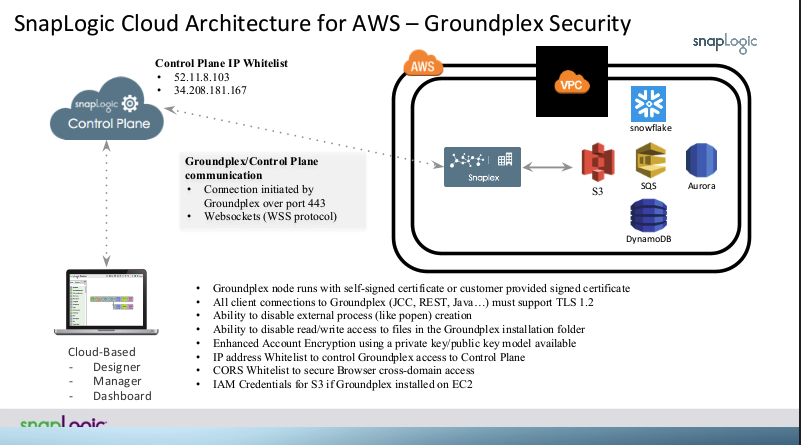 SnapLogic Cloud Architecture for AWS – Groundplex Security
snapLogic
Control Plane IP Whitelist
• 52.11.8.103
• 34.208.181.167
snapLogic
Control Plane
AWS
VPC
snowflake
Groundplex/Control Plane
communication
• Connection initiated by
Groundplex over port 443
• Websockets (WSS protocol)
Snaplex
S3
SQS
Aurora
DynamoDB
• Groundplex node runs with self-signed certificate or customer provided signed certificate
• All client connections to Groundplex (JCC, REST, Java…) must support TLS 1.2
• Ability to disable external process (like popen) creation
• Ability to disable read/write access to files in the Groundplex installation folder
• Enhanced Account Encryption using a private key/public key model available
• IP address Whitelist to control Groundplex access to Control Plane
• CORS Whitelist to secure Browser cross-domain access
• IAM Credentials for S3 if Groundplex installed on EC2
Cloud-Based
- Designer
- Manager
- Dashboard
snapLogic